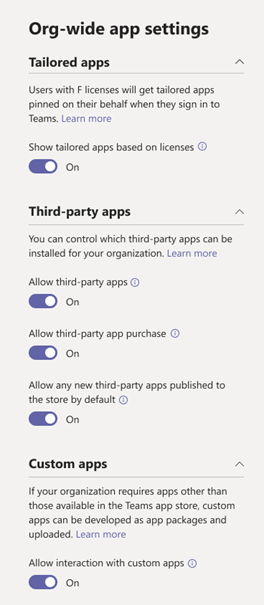 Org-wide app settings
Tailored apps
Users with F licenses will get tailored apps
pinned on their behalf when they sign in to
Teams. Learn more
Show tailored apps based on licenses
On
Third-party apps
You can control which third-party apps can be
installed for your organization. Learn more
Allow third-party apps
On
Allow third-party app purchase
On
Allow any new third-party apps published to
the store by default
On
Custom apps
If your organization requires apps other than
those available in the Teams app store, custom
apps can be developed as app packages and
uploaded. Learn more
Allow interaction with custom apps
On